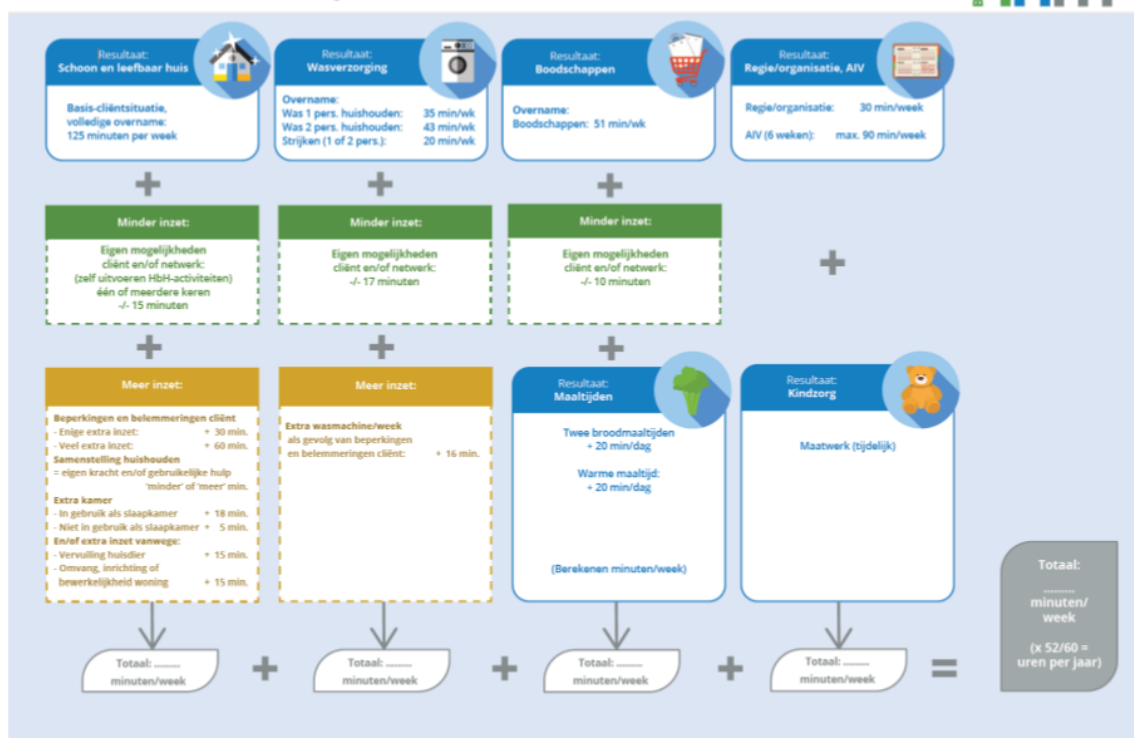 Resultaat:
Schoon en leefbaar huis
Basis-cliëntsituatie,
volledige overname:
125 minuten per week
Resultaat:
Wasverzorging
Overname:
Was 1 pers. huishouden: 35 min/wk
Was 2 pers. huishouden: 43 min/wk
Strijken (1 of 2 pers.): 20 min/wk
Resultaat:
Boodschappen
Overname:
Boodschappen: 51 min/wk
Resultaat:
Regie/organisatie, AIV
Regie/organisatie: 30 min/week
AIV (6 weken): max. 90 min/week
+
+
+
Minder inzet:
Eigen mogelijkheden
cliënt en/of netwerk:
(zelf uitvoeren HbH-activiteiten)
één of meerdere keren
-/- 15 minuten
Minder inzet:
Eigen mogelijkheden
cliënt en/of netwerk:
-/- 17 minuten
Minder inzet:
Eigen mogelijkheden
cliënt en/of netwerk:
-/- 10 minuten
+
+
+
+
Meer inzet:
Beperkingen en belemmeringen cliënt
- Enige extra inzet: + 30 min.
- Veel extra inzet: + 60 min.
Samenstelling huishouden
= eigen kracht en/of gebruikelijke hulp
'minder' of 'meer' min.
Extra kamer
- In gebruik als slaapkamer + 18 min.
- Niet in gebruik als slaapkamer + 5 min.
En/of extra inzet vanwege:
- Vervuiling huisdier + 15 min.
- Omvang, inrichting of
bewerkelijkheid woning + 15 min.
Meer inzet:
Extra wasmachine/week
als gevolg van beperkingen
en belemmeringen cliënt: + 16 min.
Resultaat:
Maaltijden
Twee broodmaaltijden
+ 20 min/dag
Warme maaltijd:
+ 20 min/dag
(Berekenen minuten/week)
Resultaat:
Kindzorg
Maatwerk (tijdelijk)
Totaal: .........
minuten/week
+
Totaal: .........
minuten/week
+
Totaal: .........
minuten/week
+
Totaal: .........
minuten/week
=
Totaal:
.........
minuten/
week
(x 52/60 =
uren per jaar)